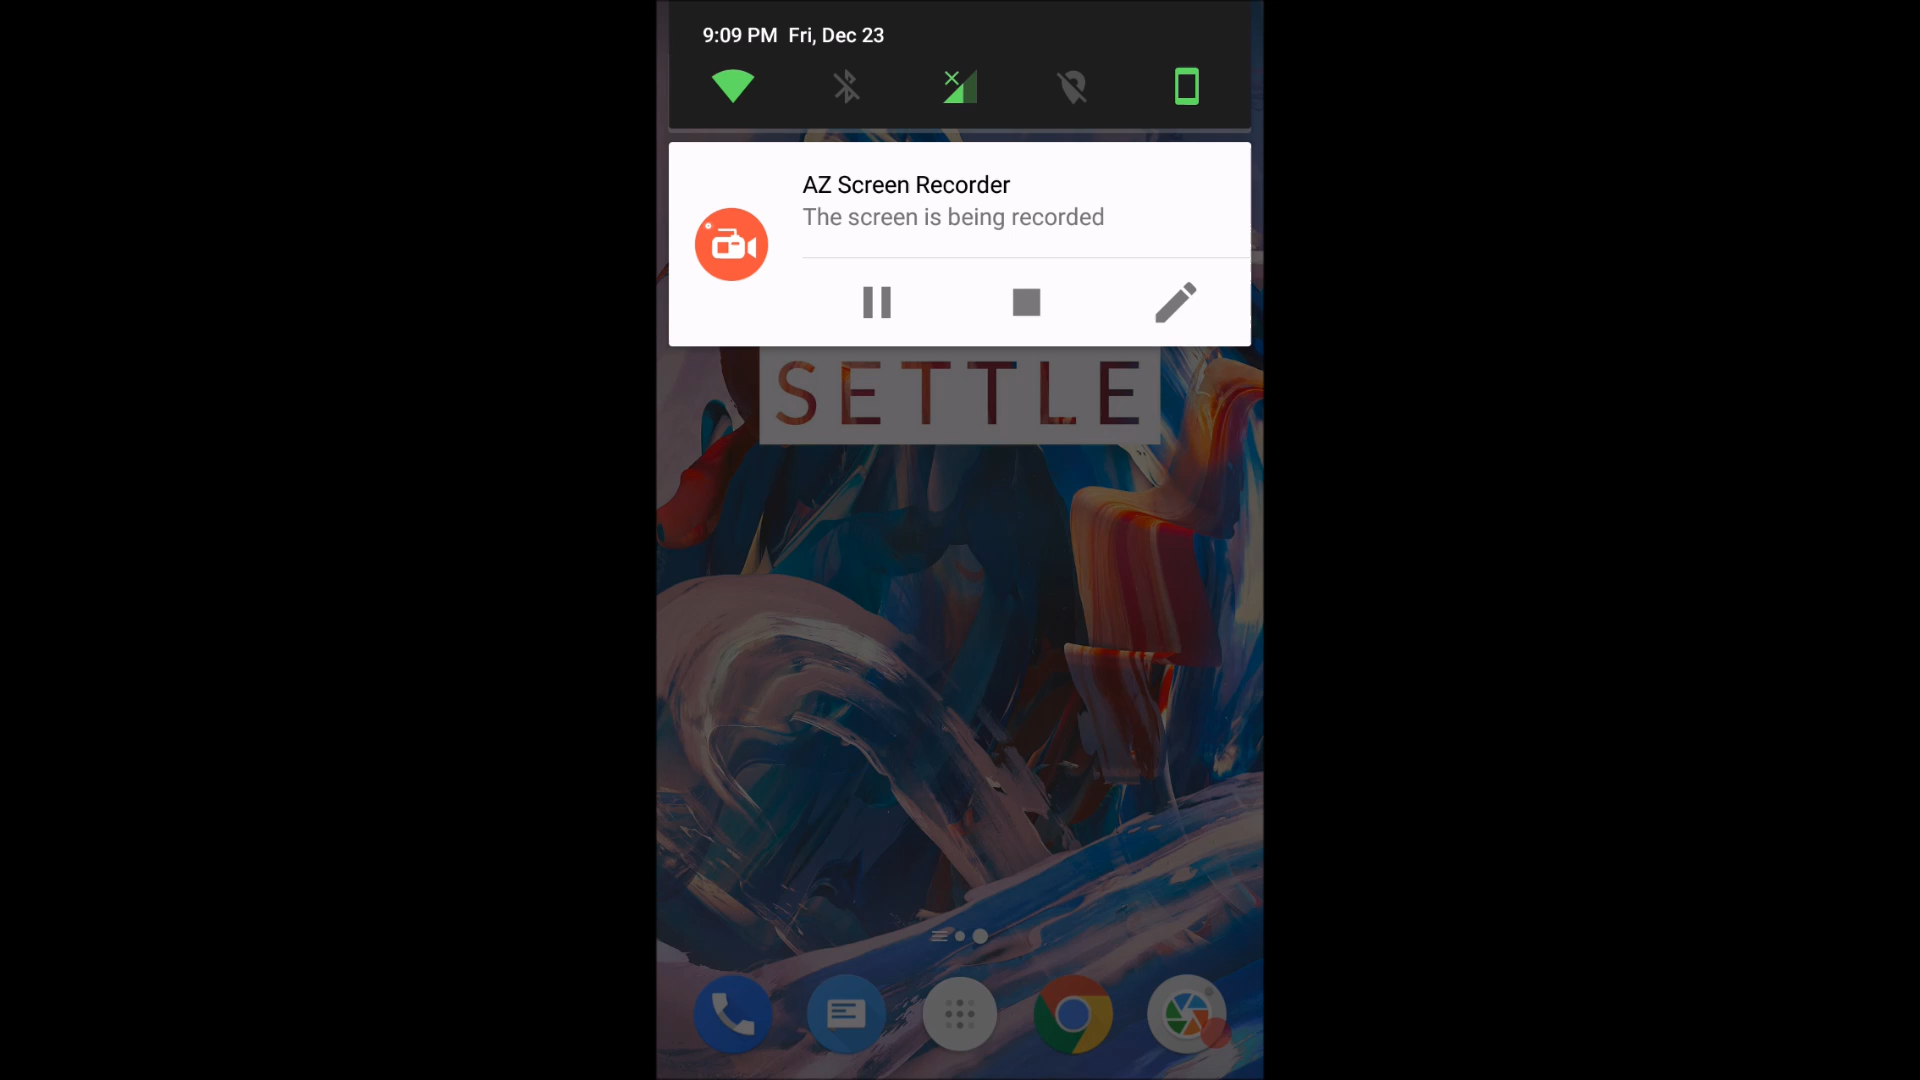 9:09 PM Fri, Dec 23
AZ Screen Recorder
The screen is being recorded
SETTLE